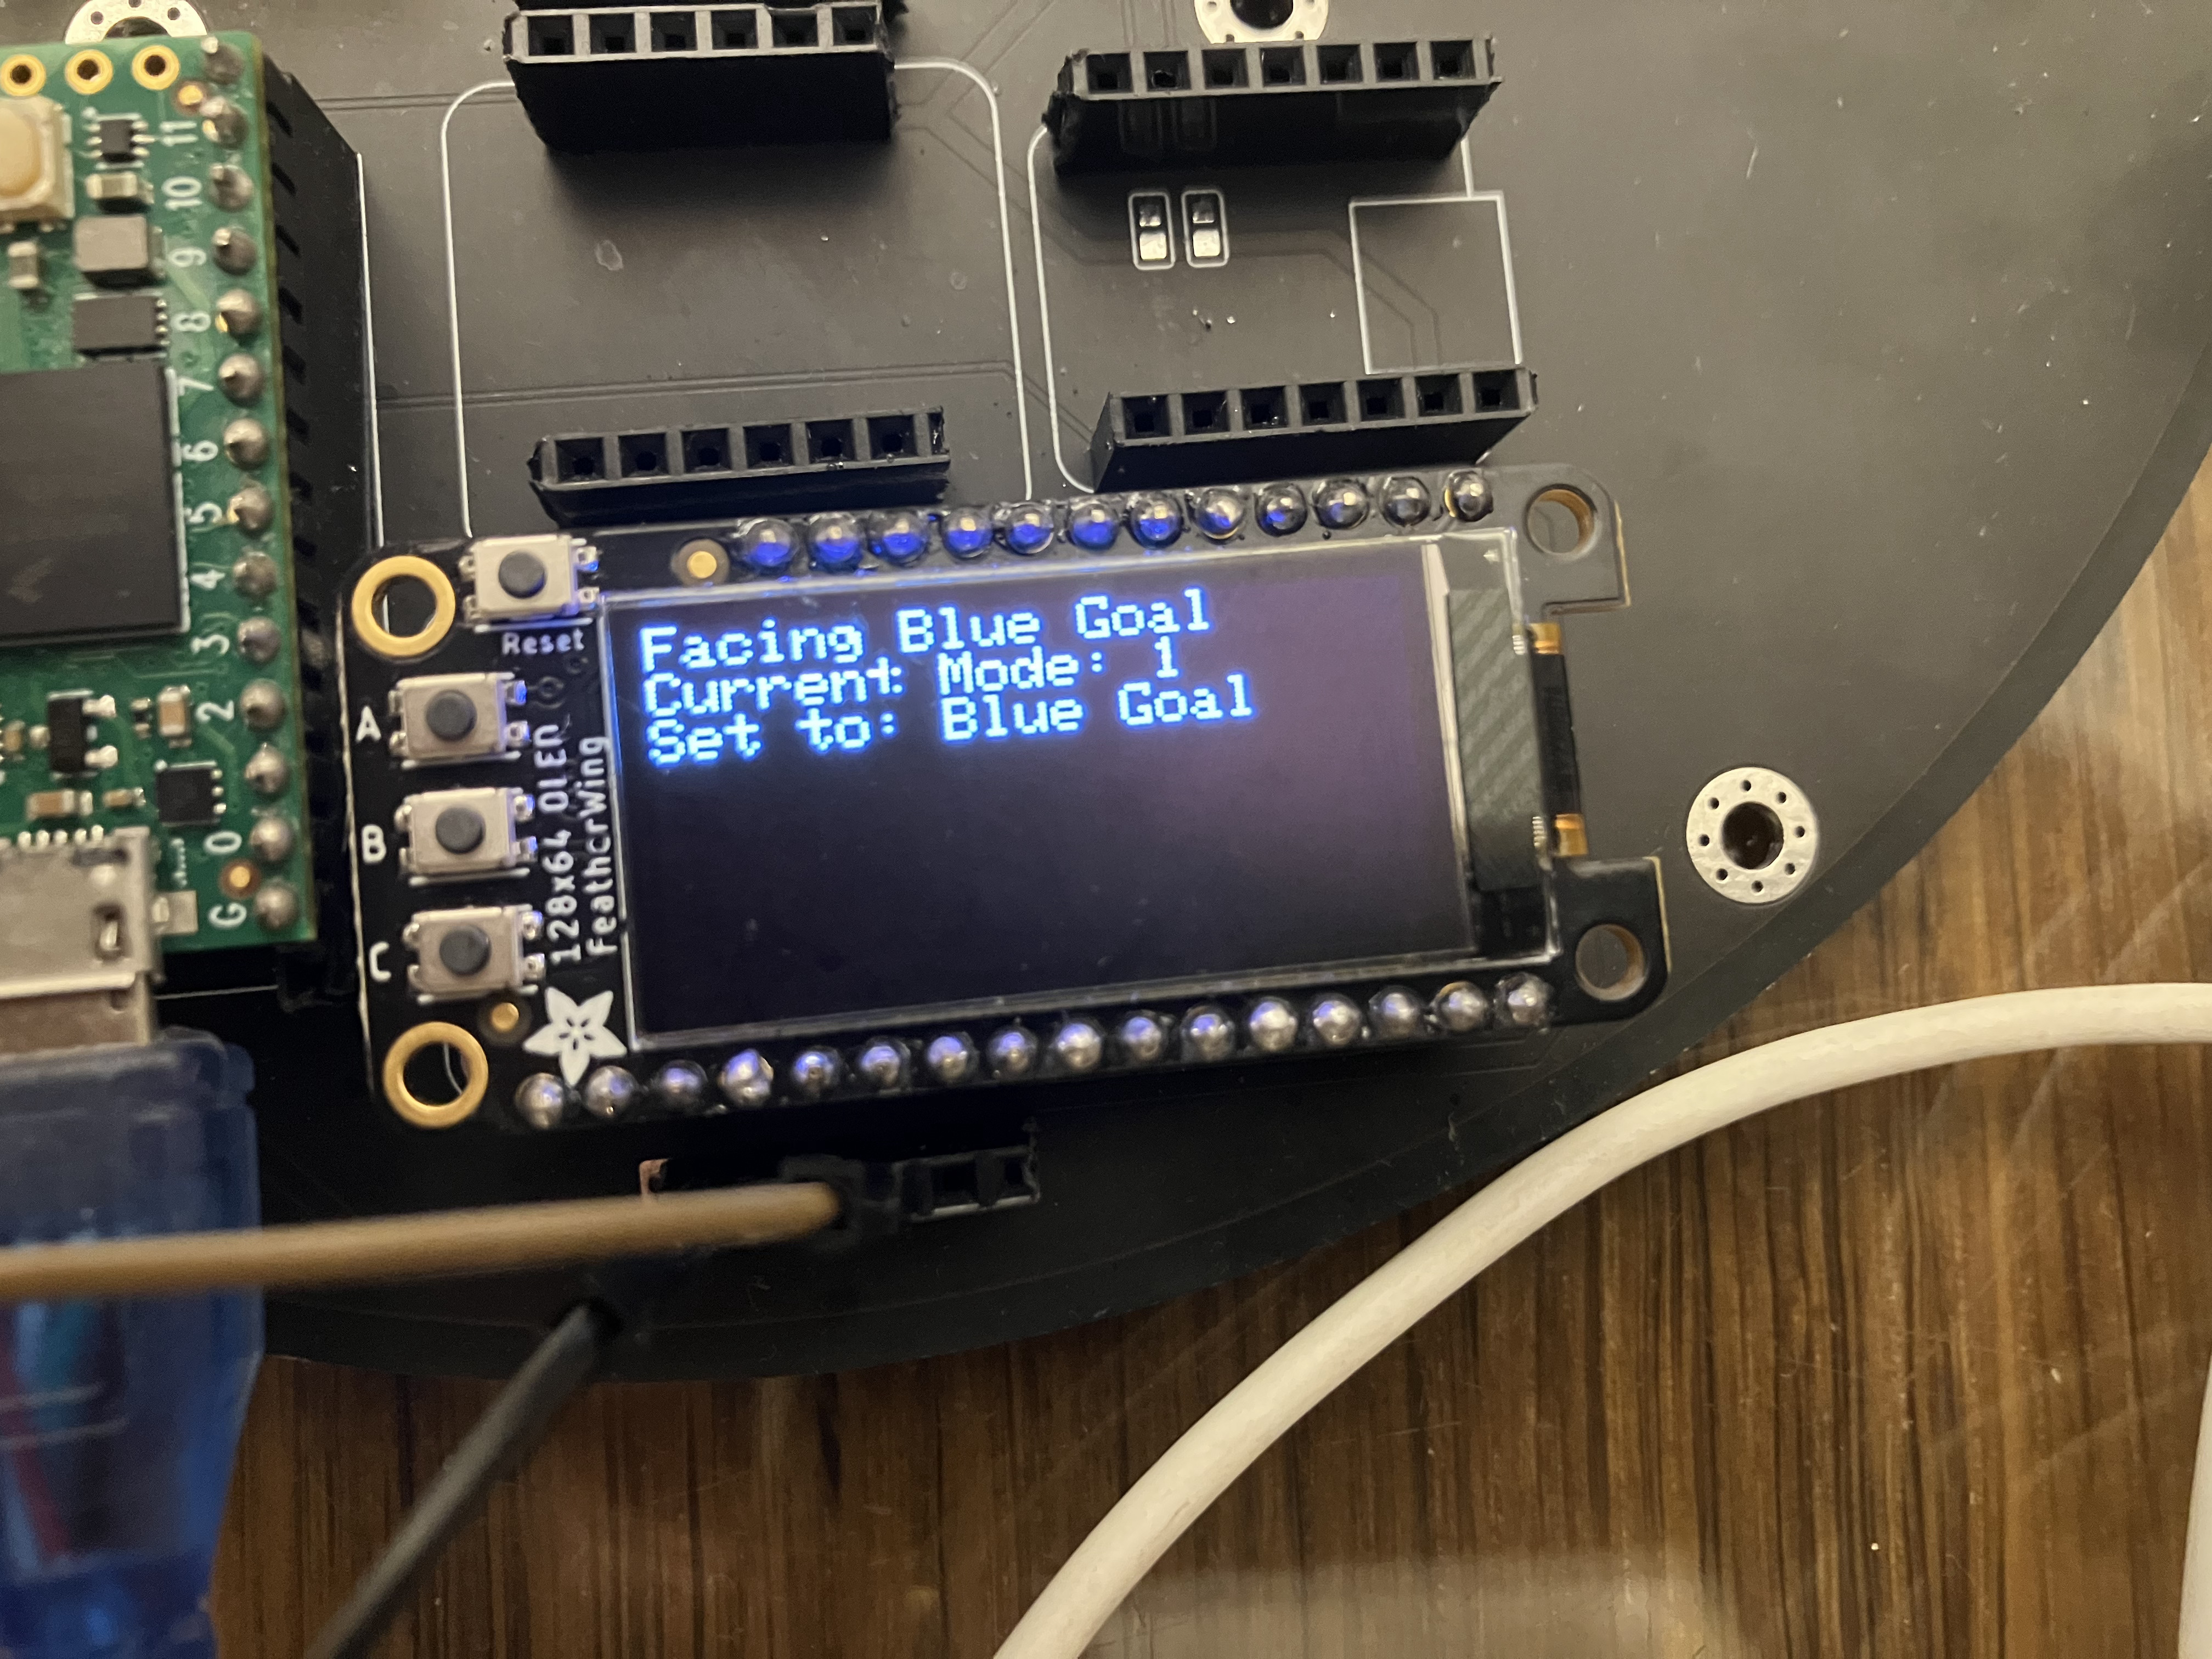 11
10
9
8
7
6
5
4
3
2
0
G
Reset
A
B
C
128x64 OLED
FeatherWing
Facing Blue Goal
Current Mode: 1
Set to: Blue Goal